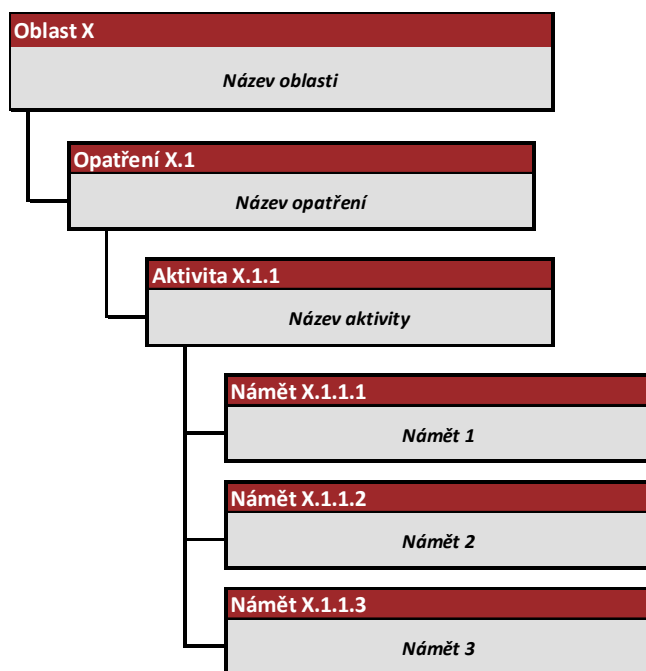 Oblast X
Název oblasti
Opatření X.1
Název opatření
Aktivita X.1.1
Název aktivity
Námět X.1.1.1
Námět 1
Námět X.1.1.2
Námět 2
Námět X.1.1.3
Námět 3